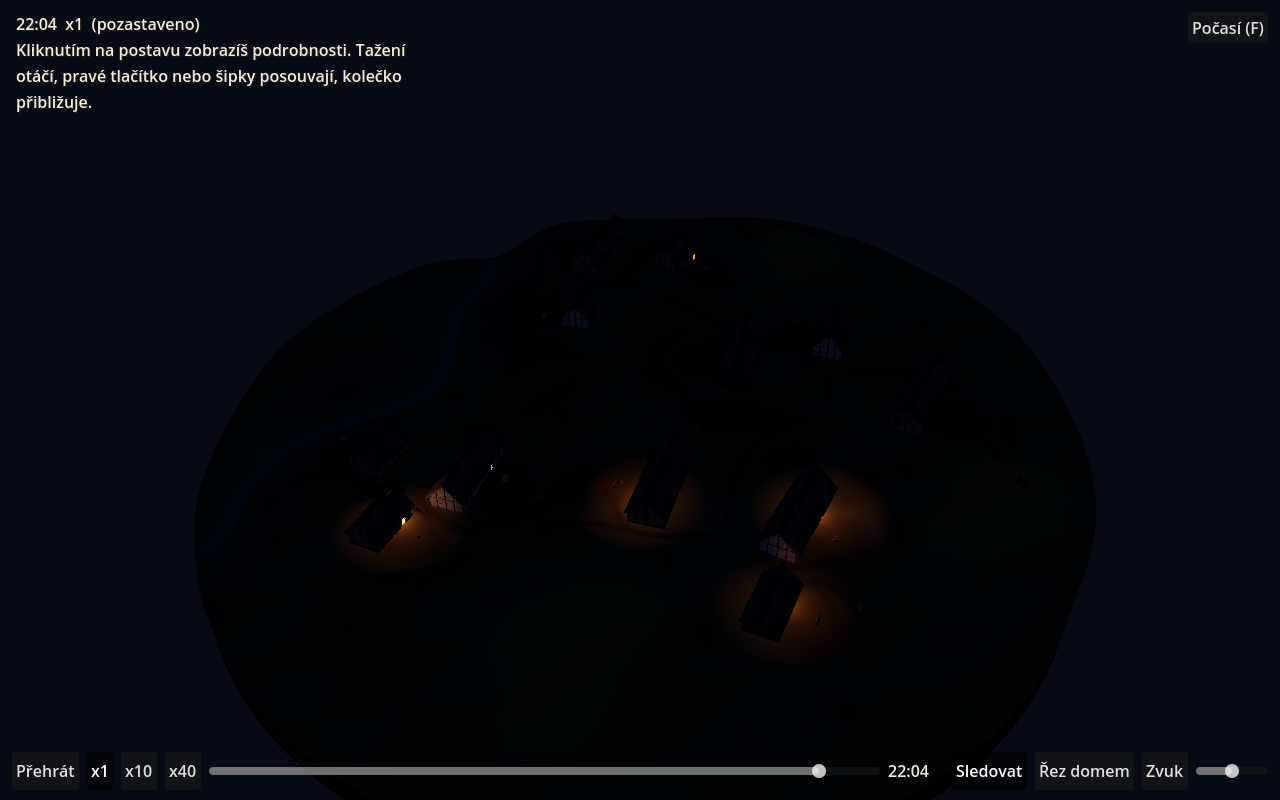 22:04 x1 (pozastaveno)
Počasí (F)
Kliknutím na postavu zobrazíš podrobnosti. Tažení
otáčí, pravé tlačítko nebo šipky posouvají, kolečko
přibližuje.
Přehrát x1 x10 x40 22:04 Sledovat Řez domem Zvuk